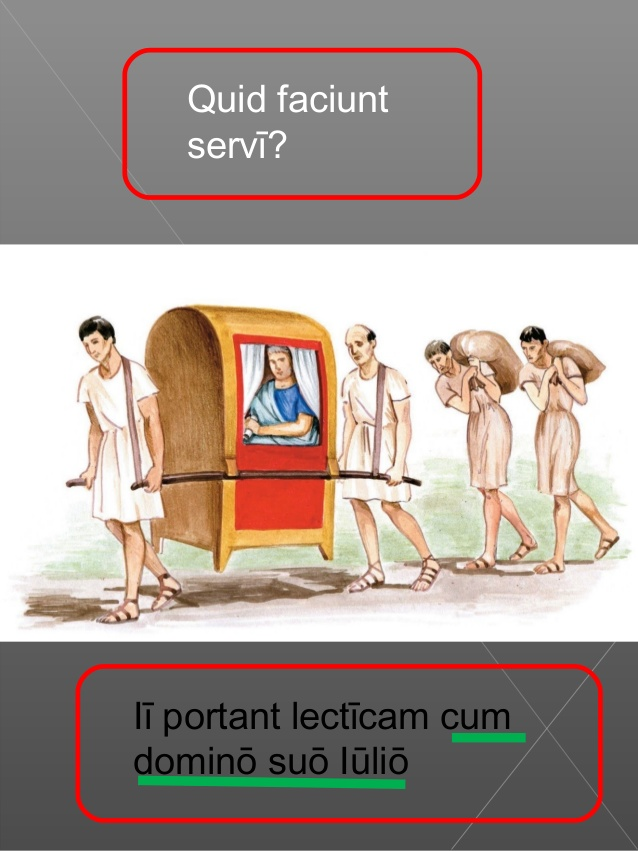 Quid faciunt
servī?
Iī portant lectīcam cum
dominō suō Iūliō